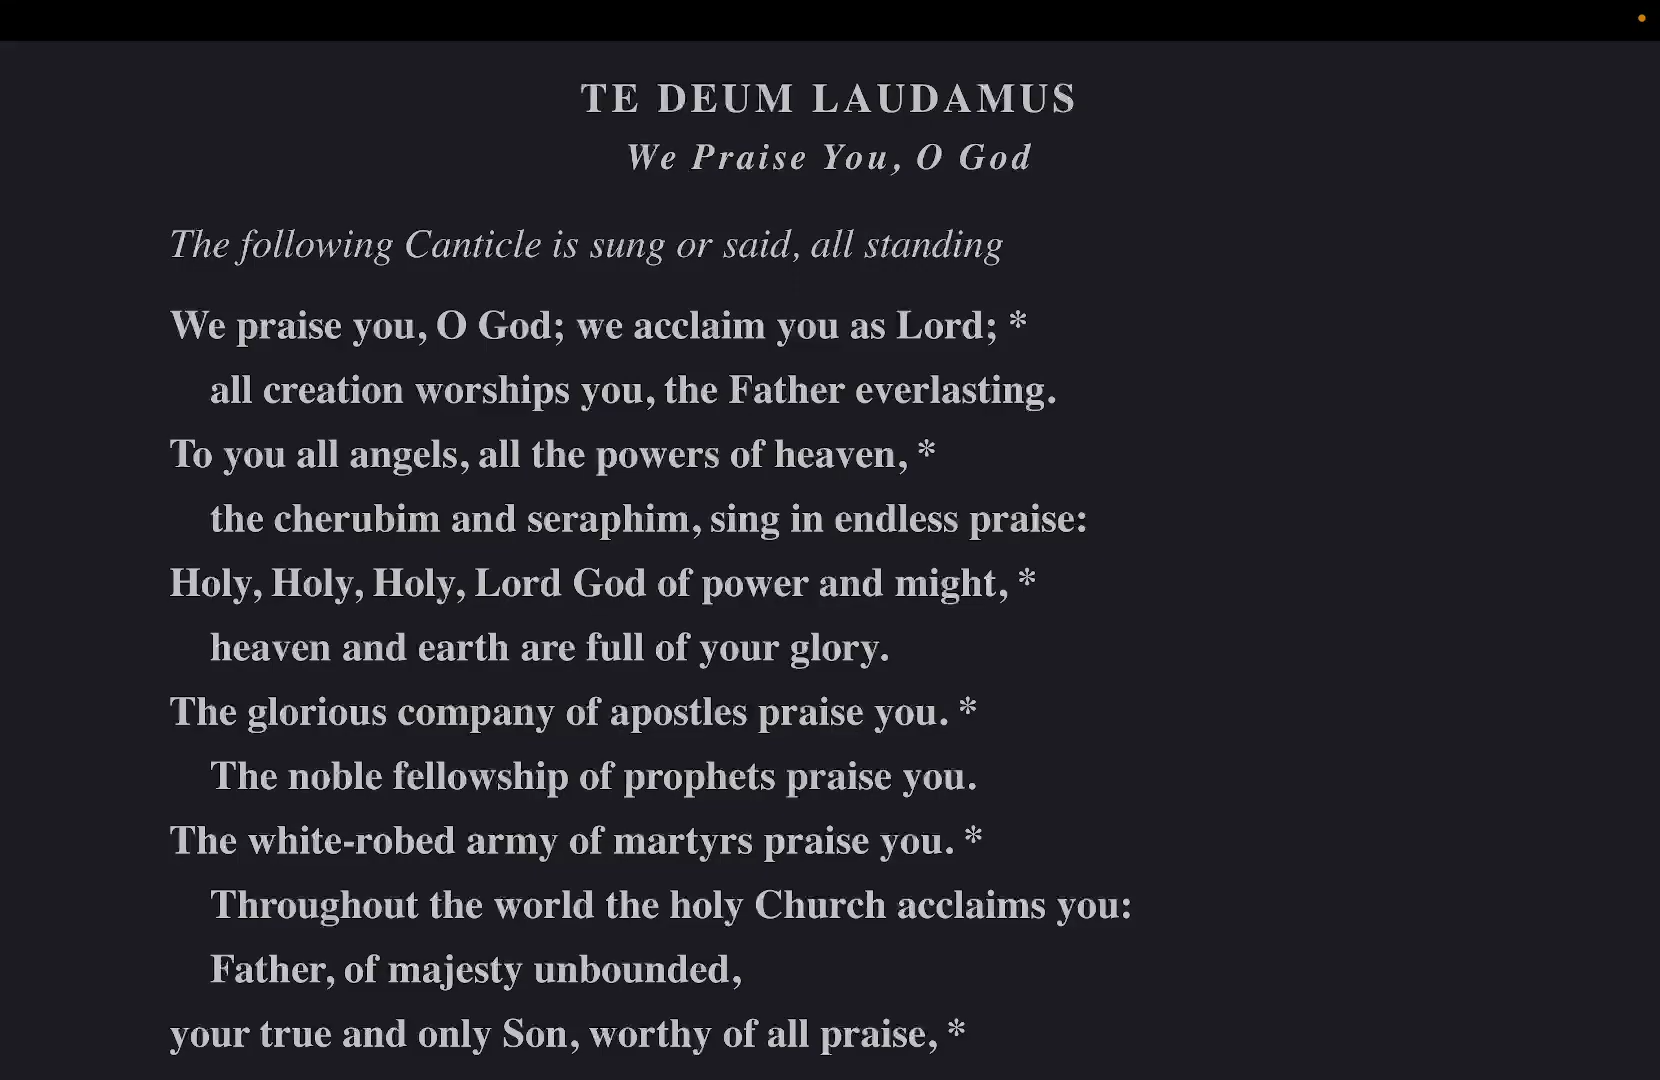 TE DEUM LAUDAMUS
We Praise You, O God
The following Canticle is sung or said, all standing
We praise you, O God; we acclaim you as Lord; *
all creation worships you, the Father everlasting.
To you all angels, all the powers of heaven, *
the cherubim and seraphim, sing in endless praise:
Holy, Holy, Holy, Lord God of power and might, *
heaven and earth are full of your glory.
The glorious company of apostles praise you. *
The noble fellowship of prophets praise you.
The white-robed army of martyrs praise you. *
Throughout the world the holy Church acclaims you:
Father, of majesty unbounded,
your true and only Son, worthy of all praise, *